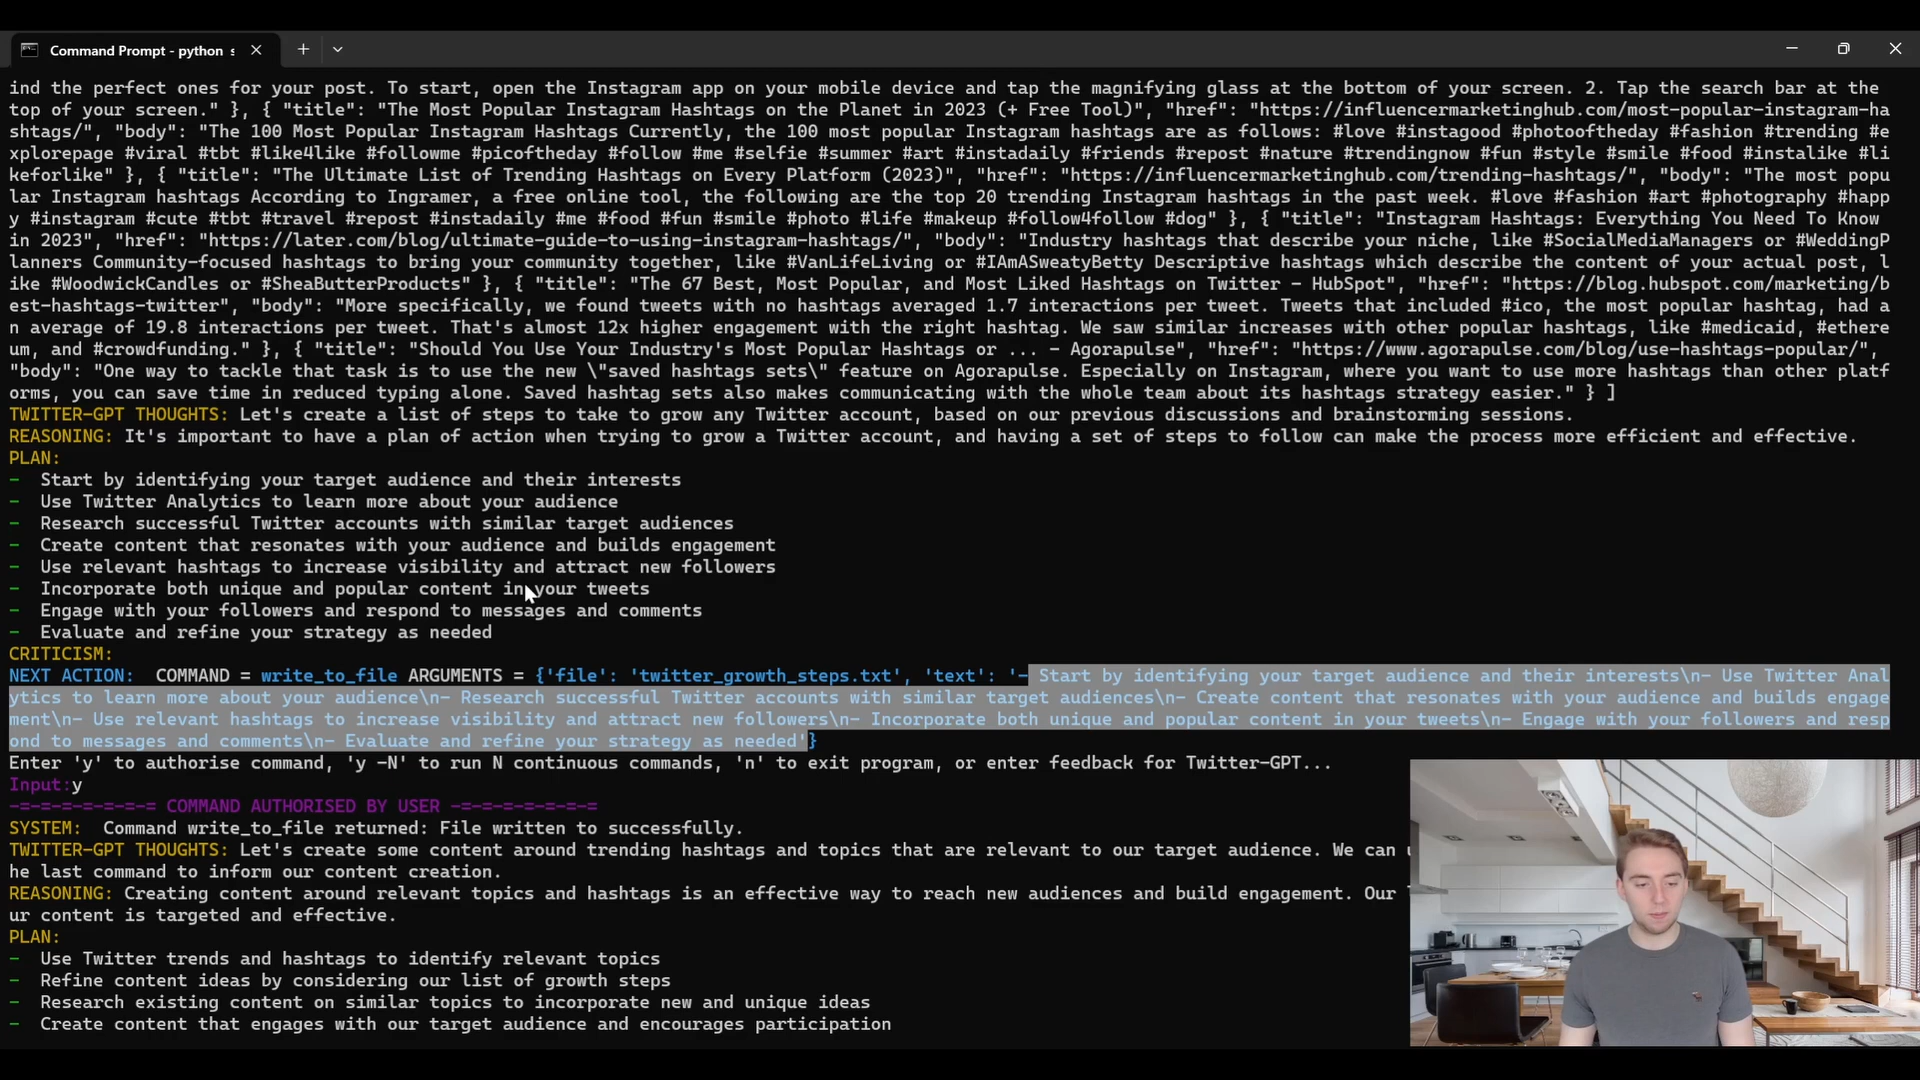 Command Prompt - python s
ind the perfect ones for your post. To start, open the Instagram app on your mobile device and tap the magnifying glass at the bottom of your screen. 2. Tap the search bar at the
top of your screen." }, { "title": "The Most Popular Instagram Hashtags on the Planet in 2023 (+ Free Tool)", "href": "https://influencermarketinghub.com/most-popular-instagram-ha
shtags/", "body": "The 100 Most Popular Instagram Hashtags Currently, the 100 most popular Instagram hashtags are as follows: #love #instagood #photooftheday #fashion #trending #e
xplorepage #viral #tbt #like4like #followme #picoftheday #follow #me #selfie #summer #art #instadaily #friends #repost #nature #trendingnow #fun #style #smile #food #instalike #li
keforlike" }, { "title": "The Ultimate List of Trending Hashtags on Every Platform (2023)", "href": "https://influencermarketinghub.com/trending-hashtags/", "body": "The most popu
lar Instagram hashtags According to Ingramer, a free online tool, the following are the top 20 trending Instagram hashtags in the past week. #love #fashion #art #photography #happ
y #instagram #cute #tbt #travel #repost #instadaily #me #food #fun #smile #photo #life #makeup #follow4follow #dog" }, { "title": "Instagram Hashtags: Everything You Need To Know
in 2023", "href": "https://later.com/blog/ultimate-guide-to-using-instagram-hashtags/", "body": "Industry hashtags that describe your niche, like #SocialMediaManagers or #WeddingP
lanners Community-focused hashtags to bring your community together, like #VanLifeLiving or #IAmASweatyBetty Descriptive hashtags which describe the content of your actual post, l
ike #WoodwickCandles or #SheaButterProducts" }, { "title": "The 67 Best, Most Popular, and Most Liked Hashtags on Twitter - HubSpot", "href": "https://blog.hubspot.com/marketing/b
est-hashtags-twitter", "body": "More specifically, we found tweets with no hashtags averaged 1.7 interactions per tweet. Tweets that included #ico, the most popular hashtag, had a
n average of 19.8 interactions per tweet. That's almost 12x higher engagement with the right hashtag. We saw similar increases with other popular hashtags, like #medicaid, #ethere
um, and #crowdfunding." }, { "title": "Should You Use Your Industry's Most Popular Hashtags or ... - Agorapulse", "href": "https://www.agorapulse.com/blog/use-hashtags-popular/",
"body": "One way to tackle that task is to use the new \"saved hashtags sets\" feature on Agorapulse. Especially on Instagram, where you want to use more hashtags than other platf
orms, you can save time in reduced typing alone. Saved hashtag sets also makes communicating with the whole team about its hashtags strategy easier." } ]
TWITTER-GPT THOUGHTS: Let's create a list of steps to take to grow any Twitter account, based on our previous discussions and brainstorming sessions.
REASONING: It's important to have a plan of action when trying to grow a Twitter account, and having a set of steps to follow can make the process more efficient and effective.
PLAN:
- Start by identifying your target audience and their interests
- Use Twitter Analytics to learn more about your audience
- Research successful Twitter accounts with similar target audiences
- Create content that resonates with your audience and builds engagement
- Use relevant hashtags to increase visibility and attract new followers
- Incorporate both unique and popular content in your tweets
- Engage with your followers and respond to messages and comments
- Evaluate and refine your strategy as needed
CRITICISM:
NEXT ACTION:  COMMAND = write_to_file ARGUMENTS = {'file': 'twitter_growth_steps.txt', 'text': '- Start by identifying your target audience and their interests\n- Use Twitter Anal
ytics to learn more about your audience\n- Research successful Twitter accounts with similar target audiences\n- Create content that resonates with your audience and builds engage
ment\n- Use relevant hashtags to increase visibility and attract new followers\n- Incorporate both unique and popular content in your tweets\n- Engage with your followers and resp
ond to messages and comments\n- Evaluate and refine your strategy as needed'}
Enter 'y' to authorise command, 'y -N' to run N continuous commands, 'n' to exit program, or enter feedback for Twitter-GPT...
Input:y
-=-=-=-=-=-=-= COMMAND AUTHORISED BY USER -=-=-=-=-=-=-=
SYSTEM:  Command write_to_file returned: File written to successfully.
TWITTER-GPT THOUGHTS: Let's create some content around trending hashtags and topics that are relevant to our target audience. We can
he last command to inform our content creation.
REASONING: Creating content around relevant topics and hashtags is an effective way to reach new audiences and build engagement. Our
ur content is targeted and effective.
PLAN:
- Use Twitter trends and hashtags to identify relevant topics
- Refine content ideas by considering our list of growth steps
- Research existing content on similar topics to incorporate new and unique ideas
- Create content that engages with our target audience and encourages participation